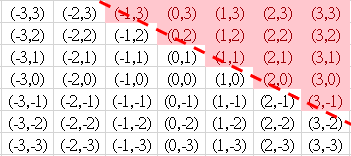 (-3,3) (-2,3) (-1,3) (0,3) (1,3) (2,3) (3,3)
(-3,2) (-2,2) (-1,2) (0,2) (1,2) (2,2) (3,2)
(-3,1) (-2,1) (-1,1) (0,1) (1,1) (2,1) (3,1)
(-3,0) (-2,0) (-1,0) (0,0) (1,0) (2,0) (3,0)
(-3,-1) (-2,-1) (-1,-1) (0,-1) (1,-1) (2,-1) (3,-1)
(-3,-2) (-2,-2) (-1,-2) (0,-2) (1,-2) (2,-2) (3,-2)
(-3,-3) (-2,-3) (-1,-3) (0,-3) (1,-3) (2,-3) (3,-3)